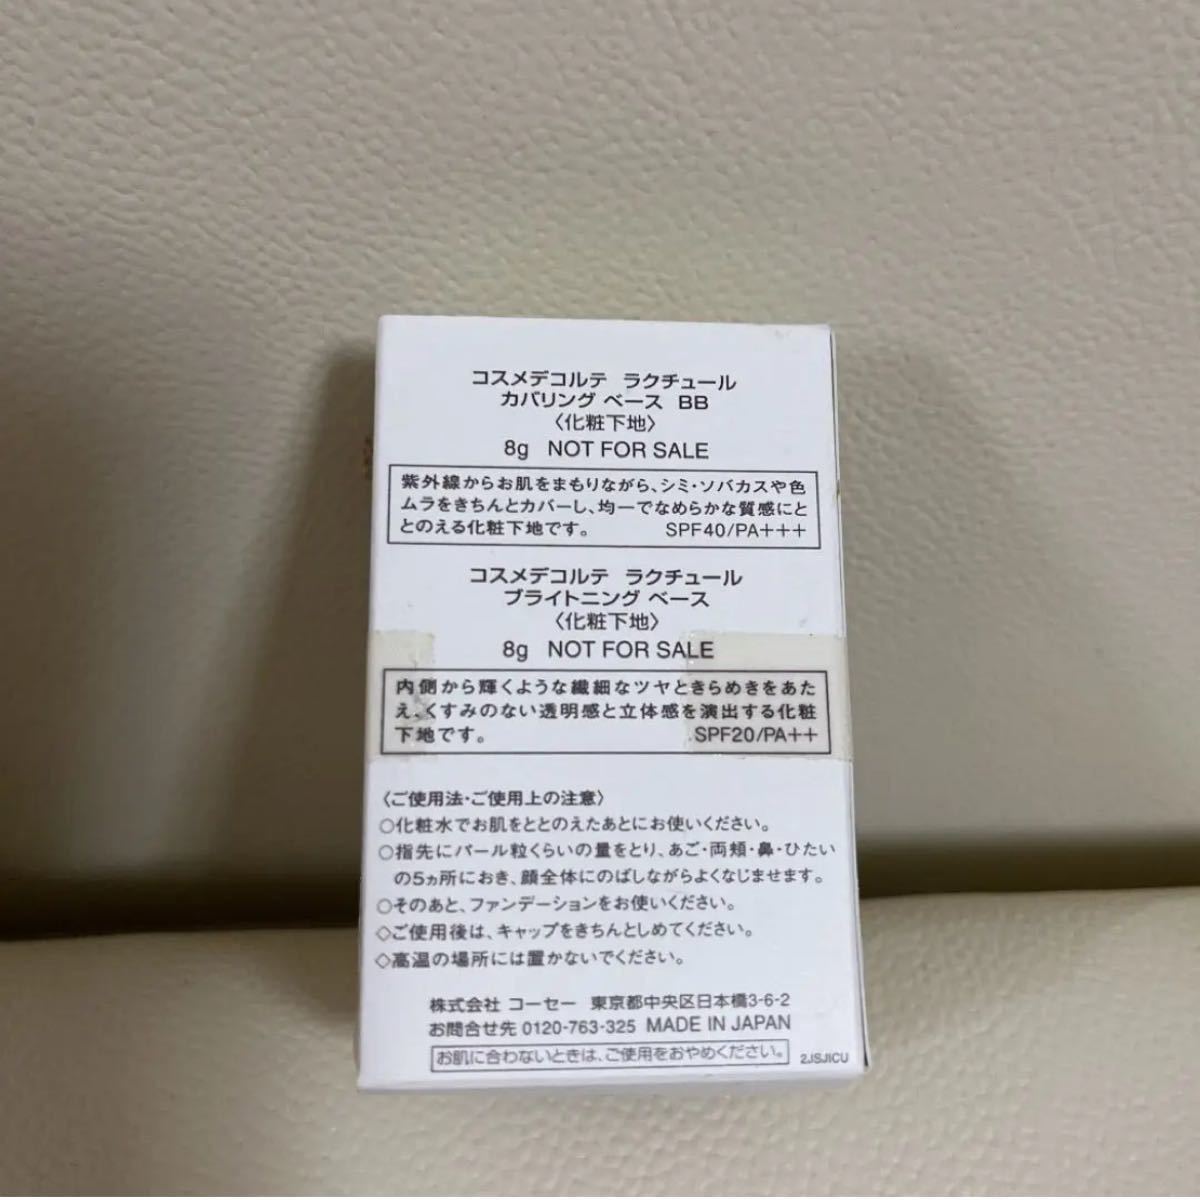 コスメデコルテ ラクチュール
カバリング ベース BB
〈化粧下地〉
8g NOT FOR SALE
紫外線からお肌をまもりながら、シミ・ソバカスや色
ムラをきちんとカバーし、均一でなめらかな質感にと
とのえる化粧下地です。 SPF40/PA+++
コスメデコルテ ラクチュール
ブライトニング ベース
〈化粧下地〉
8g NOT FOR SALE
内側から輝くような繊細なツヤときらめきをあた
え、くすみのない透明感と立体感を演出する化粧
下地です。 SPF20/PA++
〈ご使用法・ご使用上の注意〉
○化粧水でお肌をととのえたあとにお使いください。
○指先にパール粒くらいの量をとり、あご・両頬・鼻・ひたい
の5ヵ所におき、顔全体にのばしながらよくなじませます。
○そのあと、ファンデーションをお使いください。
◇ご使用後は、キャップをきちんとしめてください。
◇高温の場所には置かないでください。
株式会社 コーセー 東京都中央区日本橋3-6-2
お問合せ先 0120-763-325 MADE IN JAPAN
お肌に合わないときは、ご使用をおやめください。 2JSJICU